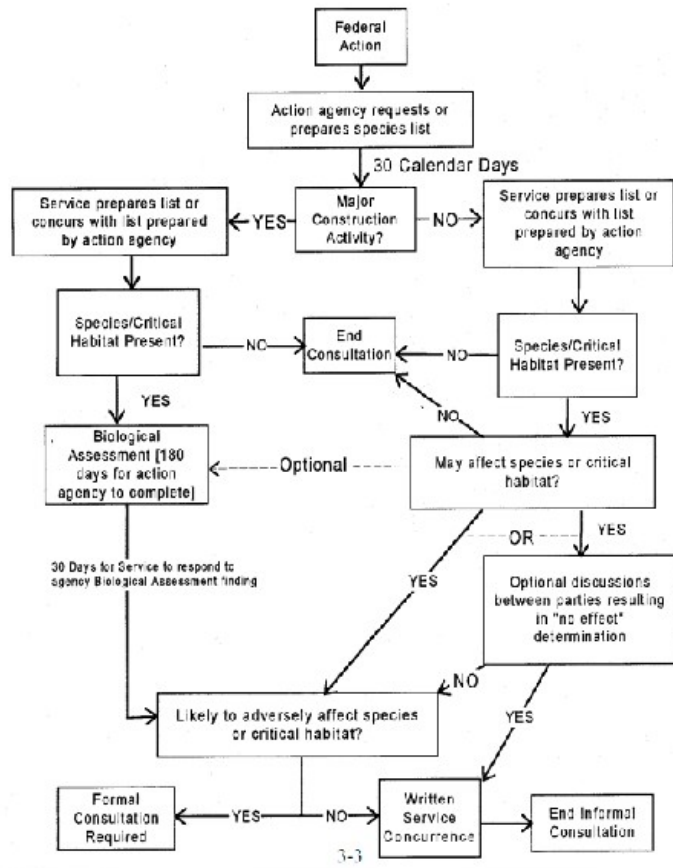 Federal
Action
Action agency requests or
prepares species list
30 Calendar Days
Service prepares list or
concurs with list prepared
by action agency
YES
Major
Construction
Activity?
NO
Service prepares list or
concurs with list
prepared by action
agency
Species/Critical
Habitat Present?
NO
End
Consultation
NO
Species/Critical
Habitat Present?
YES
NO
YES
Biological
Assessment [180
days for action
agency to complete]
Optional
May affect species or critical
habitat?
30 Days for Service to respond to
agency Biological Assessment finding
YES
OR
YES
Optional discussions
between parties resulting
in "no effect"
determination
NO
YES
Likely to adversely affect species
or critical habitat?
Formal
Consultation
Required
YES
NO
Written
Service
Concurrence
End Informal
Consultation
3-3